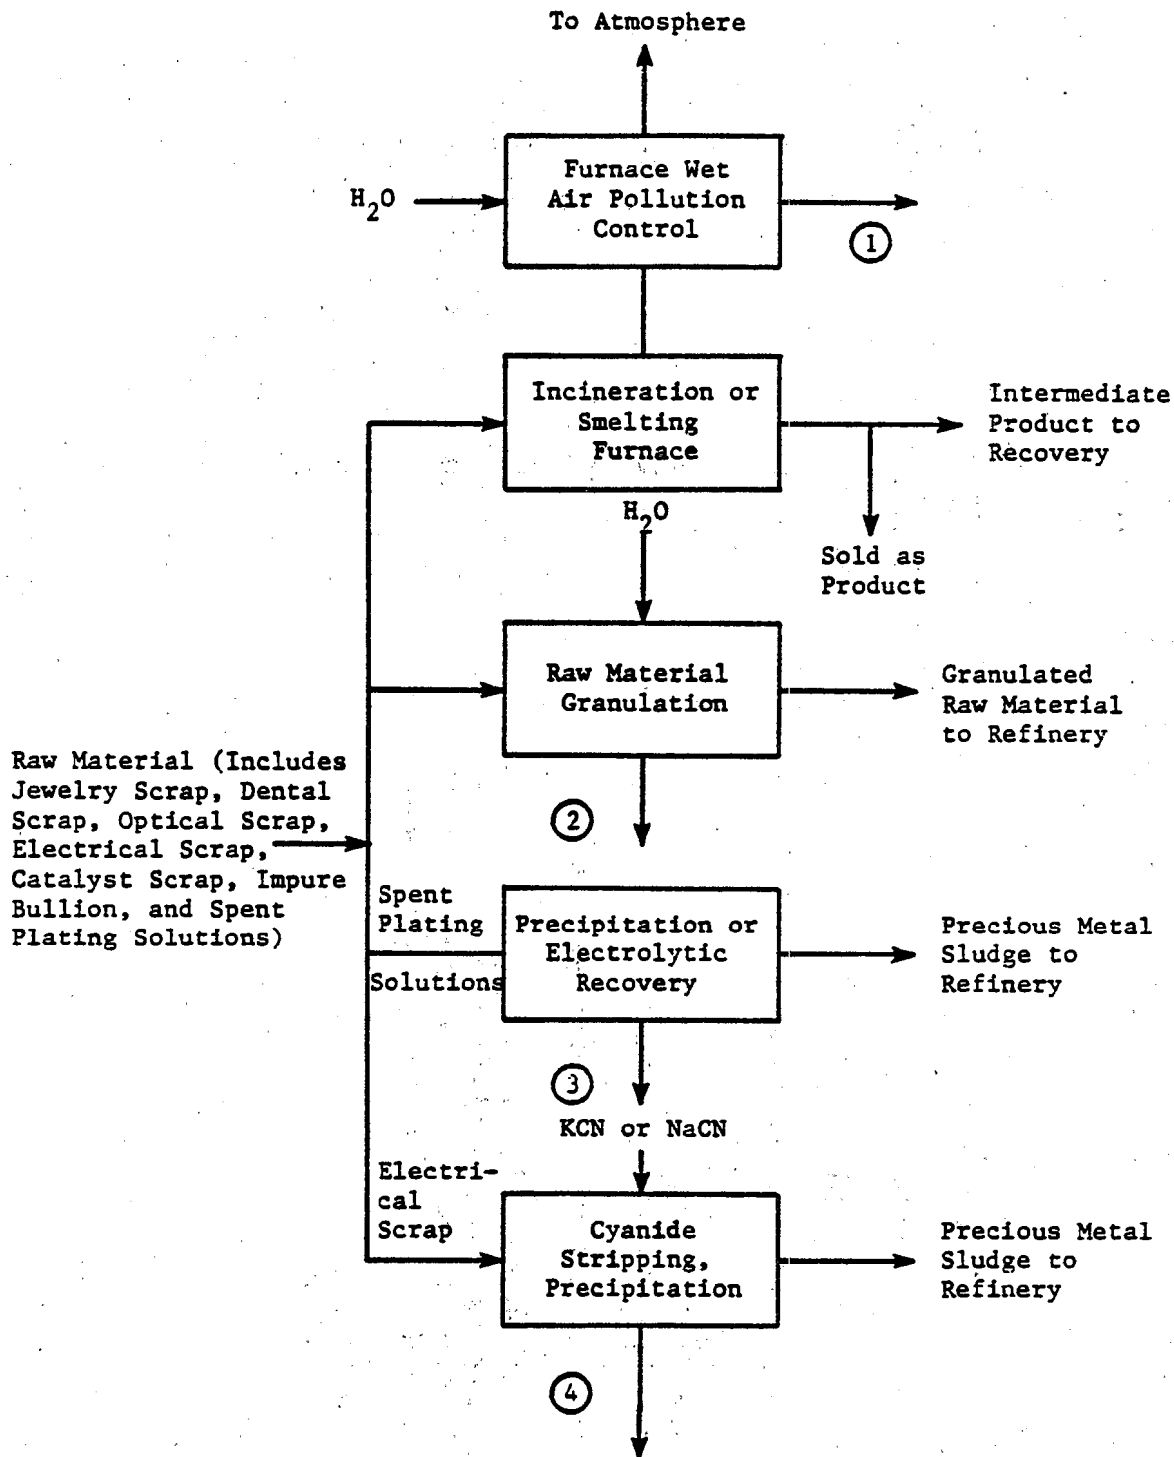 To Atmosphere
Furnace Wet
Air Pollution
Control
H₂O
①
Incineration or
Smelting
Furnace
Intermediate
Product to
Recovery
Sold as
Product
H₂O
Raw Material
Granulation
Granulated
Raw Material
to Refinery
②
Raw Material (Includes
Jewelry Scrap, Dental
Scrap, Optical Scrap,
Electrical Scrap,
Catalyst Scrap, Impure
Bullion, and Spent
Plating Solutions)
Spent
Plating
Solutions
Precipitation or
Electrolytic
Recovery
Precious Metal
Sludge to
Refinery
③
KCN or NaCN
Electri-
cal
Scrap
Cyanide
Stripping,
Precipitation
Precious Metal
Sludge to
Refinery
④